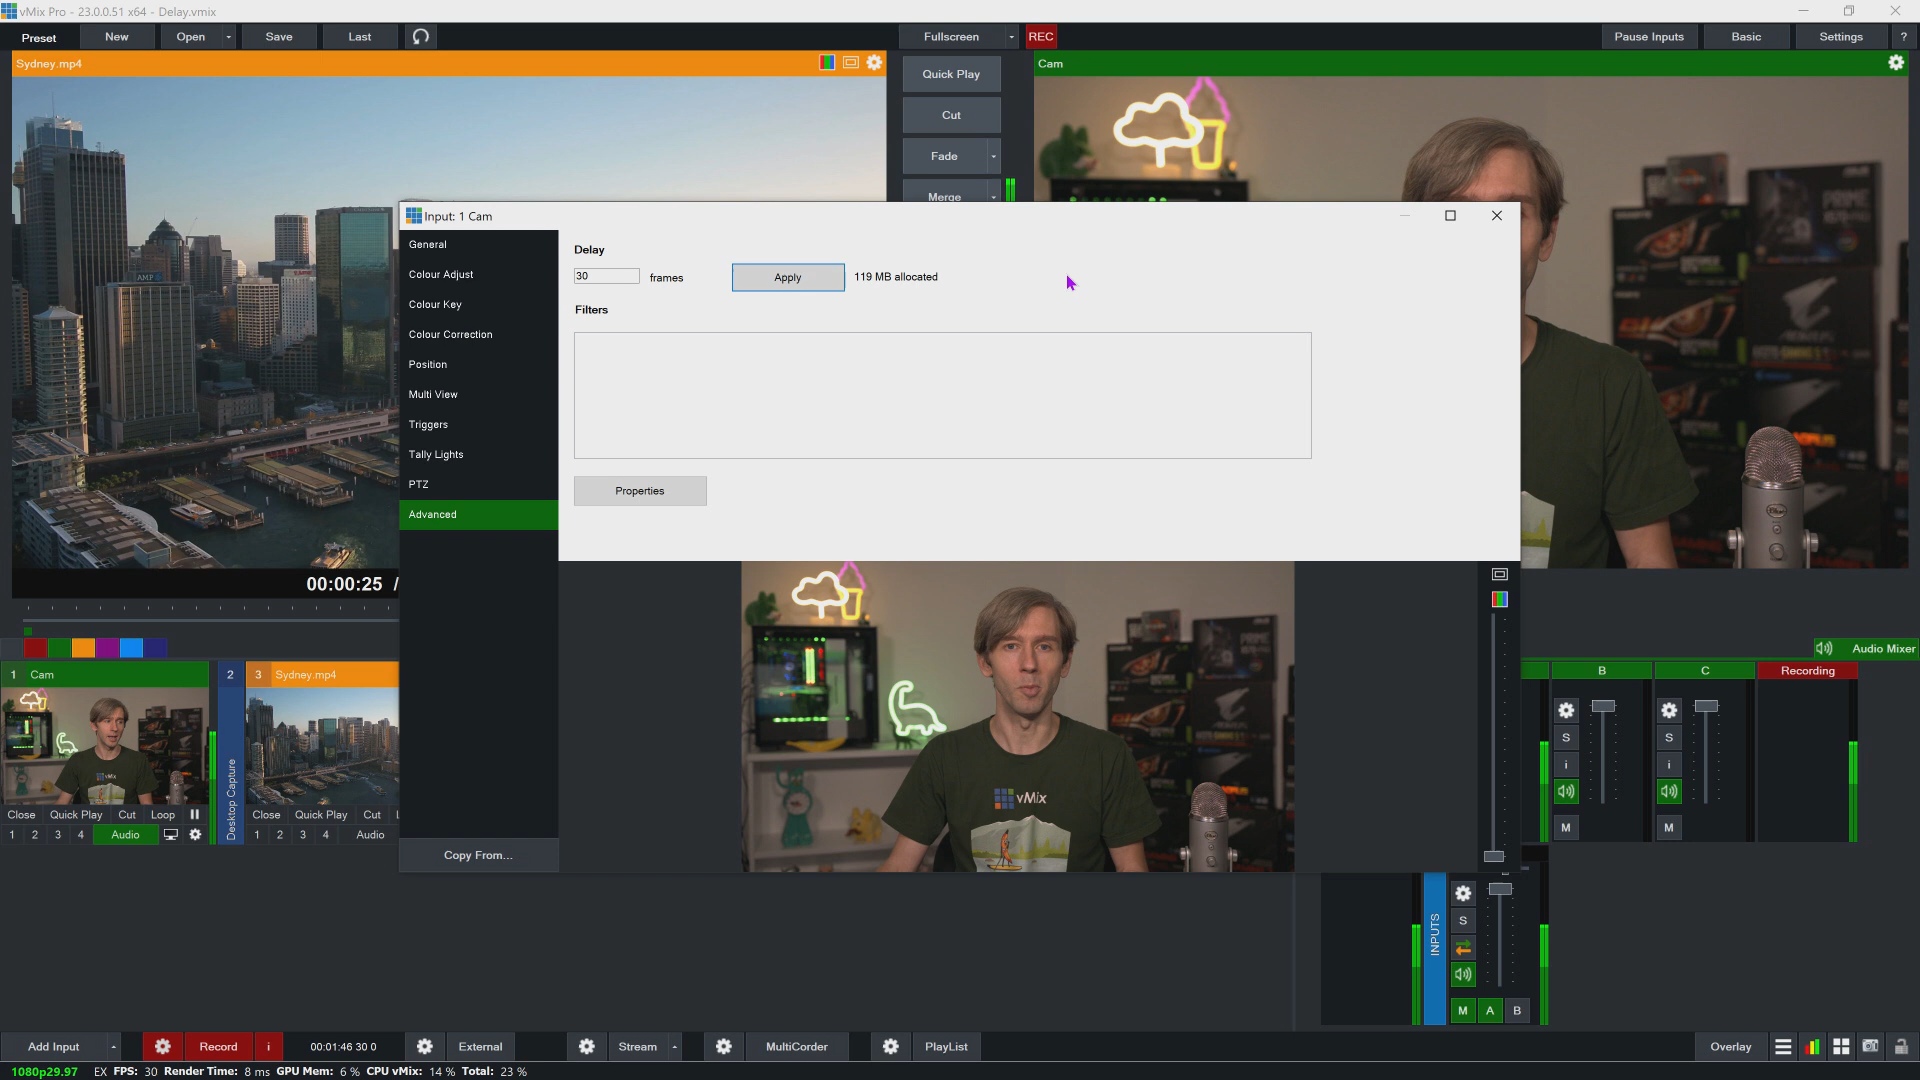 vMix Pro - 23.0.0.51 x64 - Delay.vmix
Preset
New
Open
Save
Last
Fullscreen
REC
Pause Inputs
Basic
Settings
?
Sydney.mp4
Quick Play
Cut
Fade
Merge
Cam
AMP
00:00:25 /
Input: 1 Cam
General
Colour Adjust
Colour Key
Colour Correction
Position
Multi View
Triggers
Tally Lights
PTZ
Advanced
Copy From...
Delay
30
frames
Apply
119 MB allocated
Filters
Properties
vMix
PRIME
AORUS
1 Cam
2
Desktop Capture
3 Sydney.mp4
Close Quick Play Cut Loop
1 2 3 4 Audio
Close Quick Play Cut L
1 2 3 4 Audio
Audio Mixer
B
C
Recording
S
i
M
S
i
M
INPUTS
S
M A B
Add Input
Record
i
00:01:46 30 0
External
Stream
MultiCorder
PlayList
Overlay
1080p29.97 EX FPS: 30 Render Time: 8 ms GPU Mem: 6 % CPU vMix: 14 % Total: 23 %